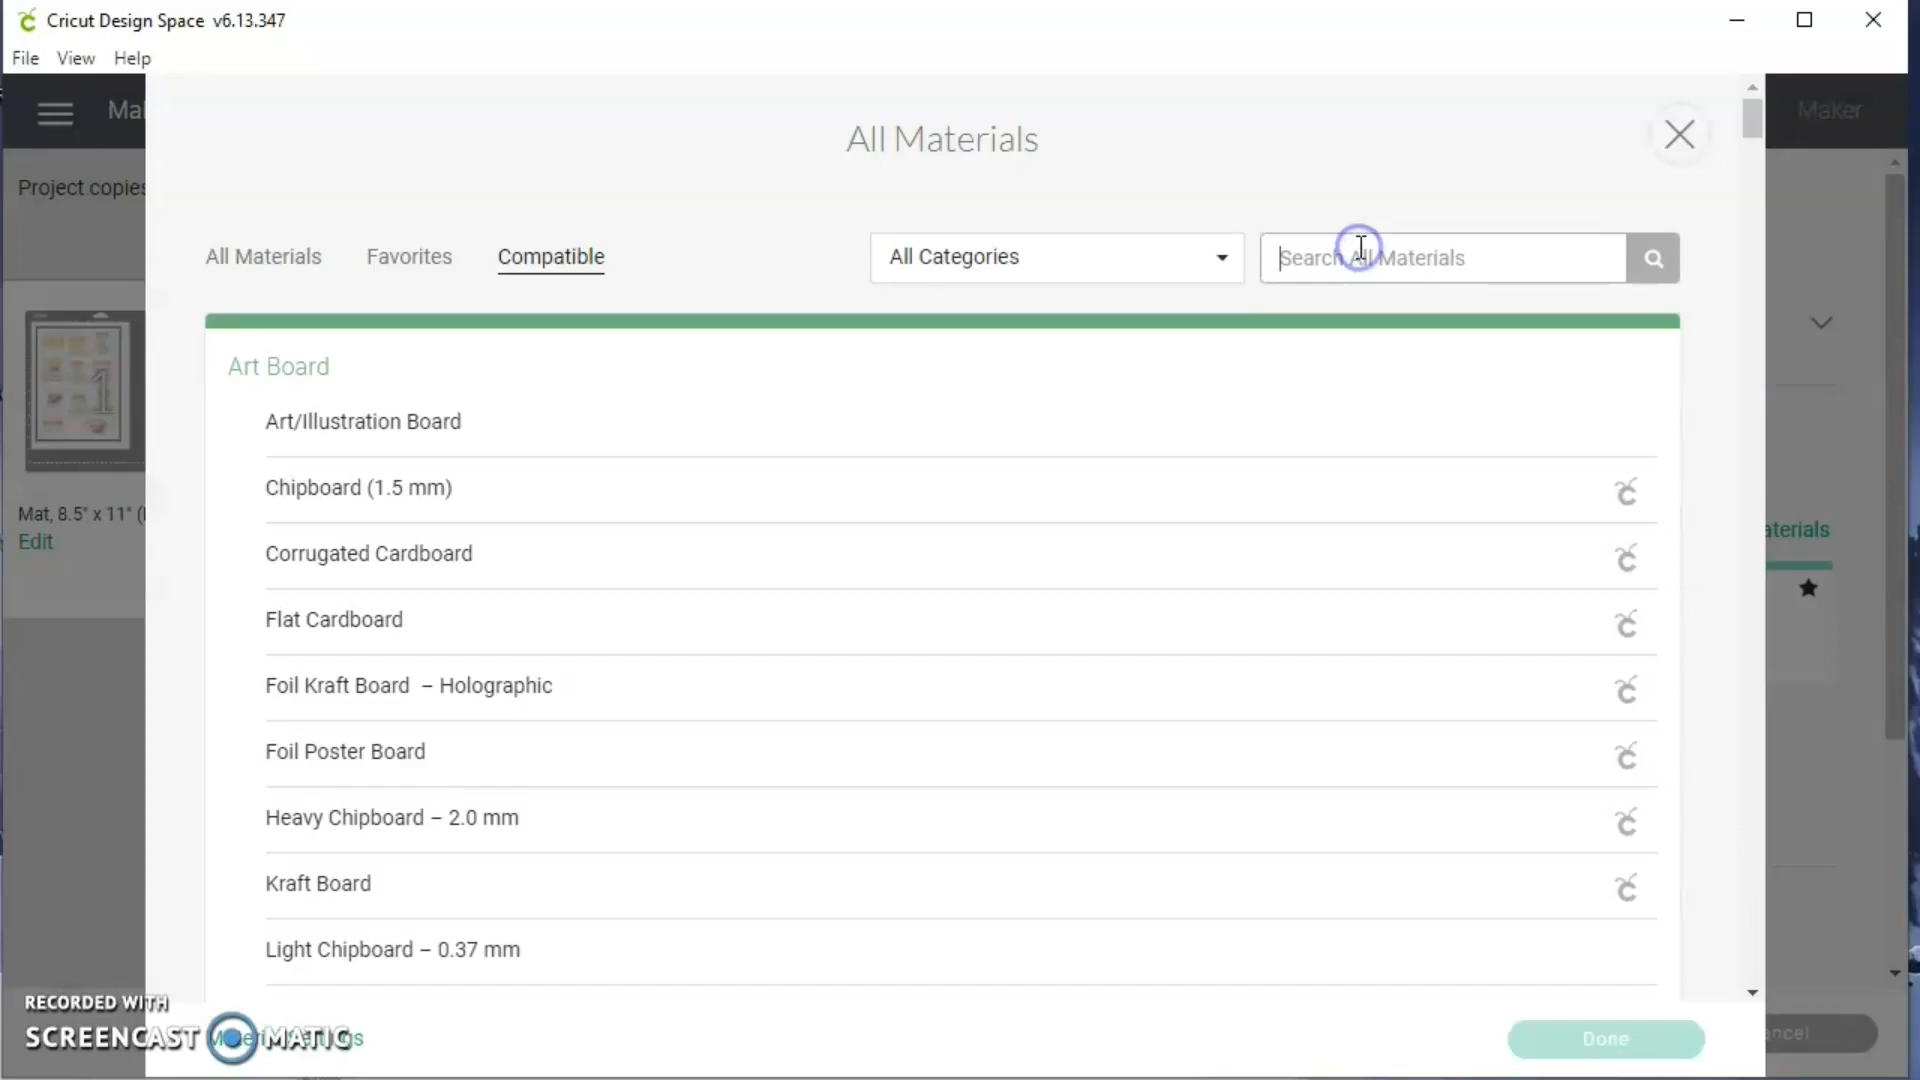 Cricut Design Space v6.13.347
File View Help
Maker
All Materials
Project copies
All Materials Favorites Compatible All Categories Search All Materials
Art Board
Art/Illustration Board
Chipboard (1.5 mm)
Mat, 8.5" x 11"
Edit
Corrugated Cardboard
Flat Cardboard
Foil Kraft Board – Holographic
Foil Poster Board
Heavy Chipboard – 2.0 mm
Kraft Board
Light Chipboard – 0.37 mm
RECORDED WITH
SCREENCAST MATIC
Done